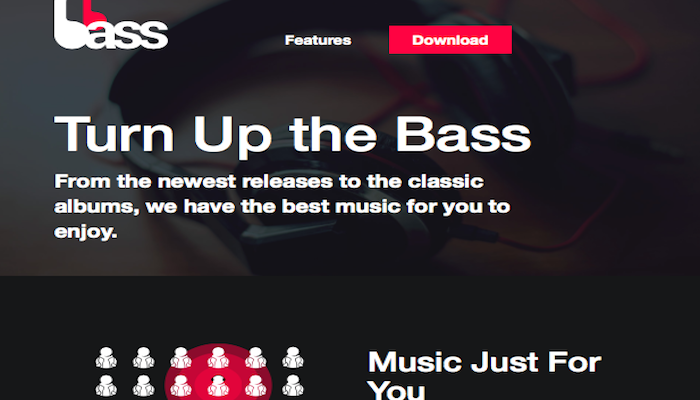 bass
Features
Download
Turn Up the Bass
From the newest releases to the classic
albums, we have the best music for you to
enjoy.
Music Just For
You